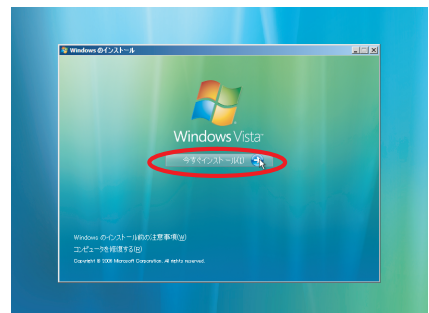 Windows のインストール
Windows Vista™
今すぐインストール(I)
Windows のインストール前の注意事項(W)
コンピュータを修復する(R)
Copyright © 2006 Microsoft Corporation. All rights reserved.